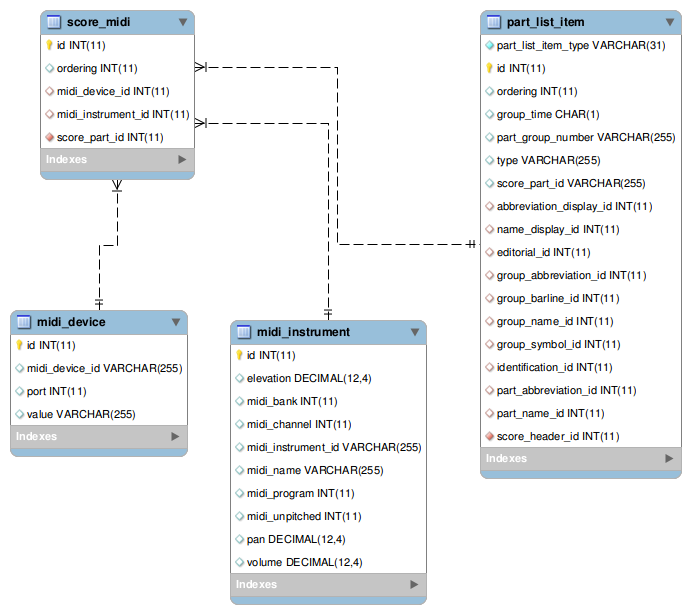 score_midi
id INT(11)
ordering INT(11)
midi_device_id INT(11)
midi_instrument_id INT(11)
score_part_id INT(11)
Indexes
part_list_item
part_list_item_type VARCHAR(31)
id INT(11)
ordering INT(11)
group_time CHAR(1)
part_group_number VARCHAR(255)
type VARCHAR(255)
score_part_id VARCHAR(255)
abbreviation_display_id INT(11)
name_display_id INT(11)
editorial_id INT(11)
group_abbreviation_id INT(11)
group_barline_id INT(11)
group_name_id INT(11)
group_symbol_id INT(11)
identification_id INT(11)
part_abbreviation_id INT(11)
part_name_id INT(11)
score_header_id INT(11)
Indexes
midi_device
id INT(11)
midi_device_id VARCHAR(255)
port INT(11)
value VARCHAR(255)
Indexes
midi_instrument
id INT(11)
elevation DECIMAL(12,4)
midi_bank INT(11)
midi_channel INT(11)
midi_instrument_id VARCHAR(255)
midi_name VARCHAR(255)
midi_program INT(11)
midi_unpitched INT(11)
pan DECIMAL(12,4)
volume DECIMAL(12,4)
Indexes